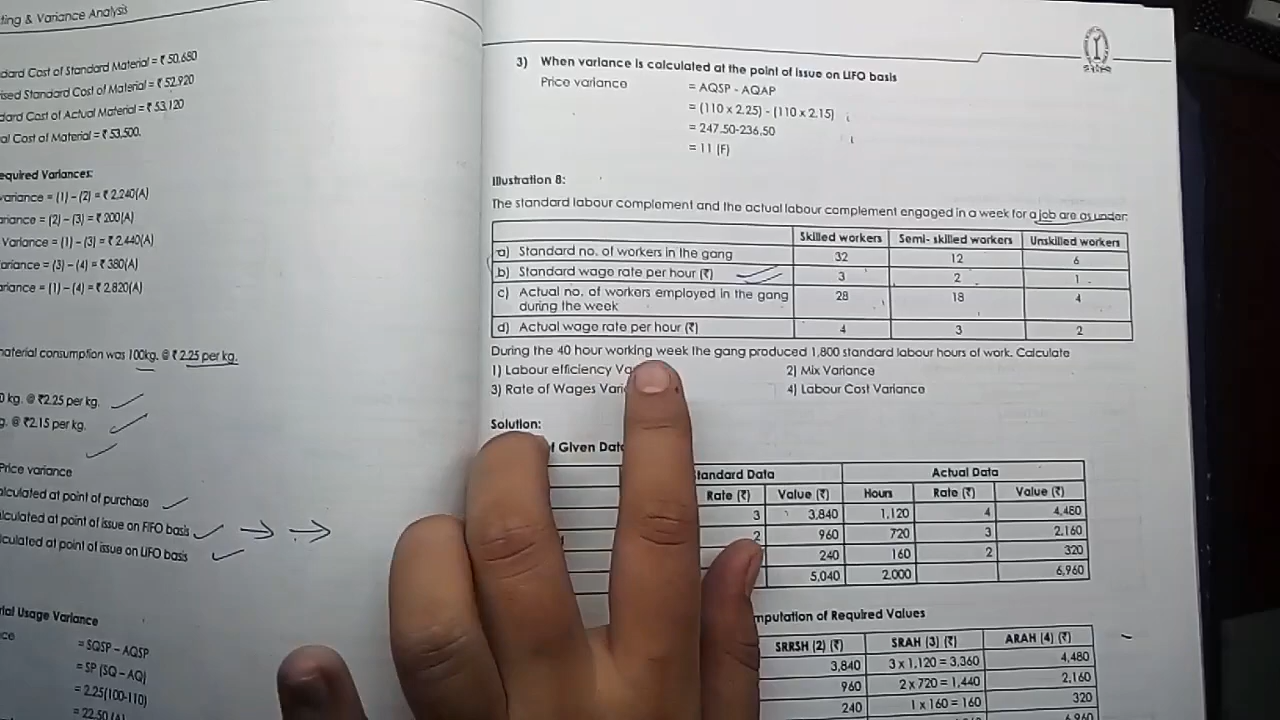 ting & Variance Analysis
dard Cost of Standard Material = ₹ 50,680
ised Standard Cost of Material = ₹ 52,920
dard Cost of Actual Material = ₹ 53,120
al Cost of Material = ₹ 53,500.
equired Variances:
variance = (1) – (2) = ₹ 2,240(A)
ariance = (2) – (3) = ₹ 200(A)
Variance = (1) – (3) = ₹ 2,440(A)
ariance = (3) – (4) = ₹ 380(A)
ariance = (1) – (4) = ₹ 2,820(A)
material consumption was 100kg. @ ₹ 2.25 per kg.
0 kg. @ ₹2.25 per kg.
g. @ ₹2.15 per kg.
Price variance
alculated at point of purchase
alculated at point of issue on FIFO basis
lculated at point of issue on LIFO basis
rial Usage Variance
ce = SQSP – AQSP
= SP (SQ – AQ)
= 2.25(100-110)
= 22.50 (A)
3) When variance is calculated at the point of issue on LIFO basis
Price variance = AQSP - AQAP
= (110 x 2.25) - (110 x 2.15)
= 247.50-236.50
= 11 (F)
Illustration 8:
The standard labour complement and the actual labour complement engaged in a week for a job are as under:
Skilled workers Semi- skilled workers Unskilled workers
a) Standard no. of workers in the gang 32 12 6
b) Standard wage rate per hour (₹) 3 2 1
c) Actual no. of workers employed in the gang during the week 28 18 4
d) Actual wage rate per hour (₹) 4 3 2
During the 40 hour working week the gang produced 1,800 standard labour hours of work. Calculate
1) Labour efficiency Va 2) Mix Variance
3) Rate of Wages Vari 4) Labour Cost Variance
Solution:
f Given Dat
tandard Data Actual Data
Rate (₹) Value (₹) Hours Rate (₹) Value (₹)
3 3,840 1,120 4 4,480
2 960 720 3 2,160
240 160 2 320
5,040 2,000 6,960
mputation of Required Values
SRRSH (2) (₹) SRAH (3) (₹) ARAH (4) (₹)
3,840 3 x 1,120 = 3,360 4,480
960 2 x 720 = 1,440 2,160
240 1 x 160 = 160 320
6,960